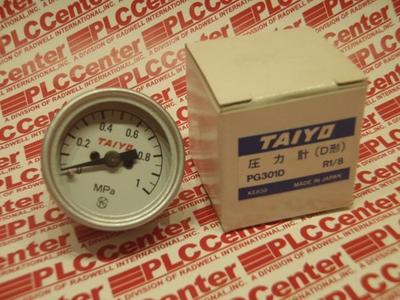 PLCCenter
A DIVISION OF RADWELL INTERNATIONAL, INC.
0 0.2 0.4 0.6 0.8 1
TAIYO
MPa
TAIYO
圧力計(D形)
PG301D R1/8
MADE IN JAPAN